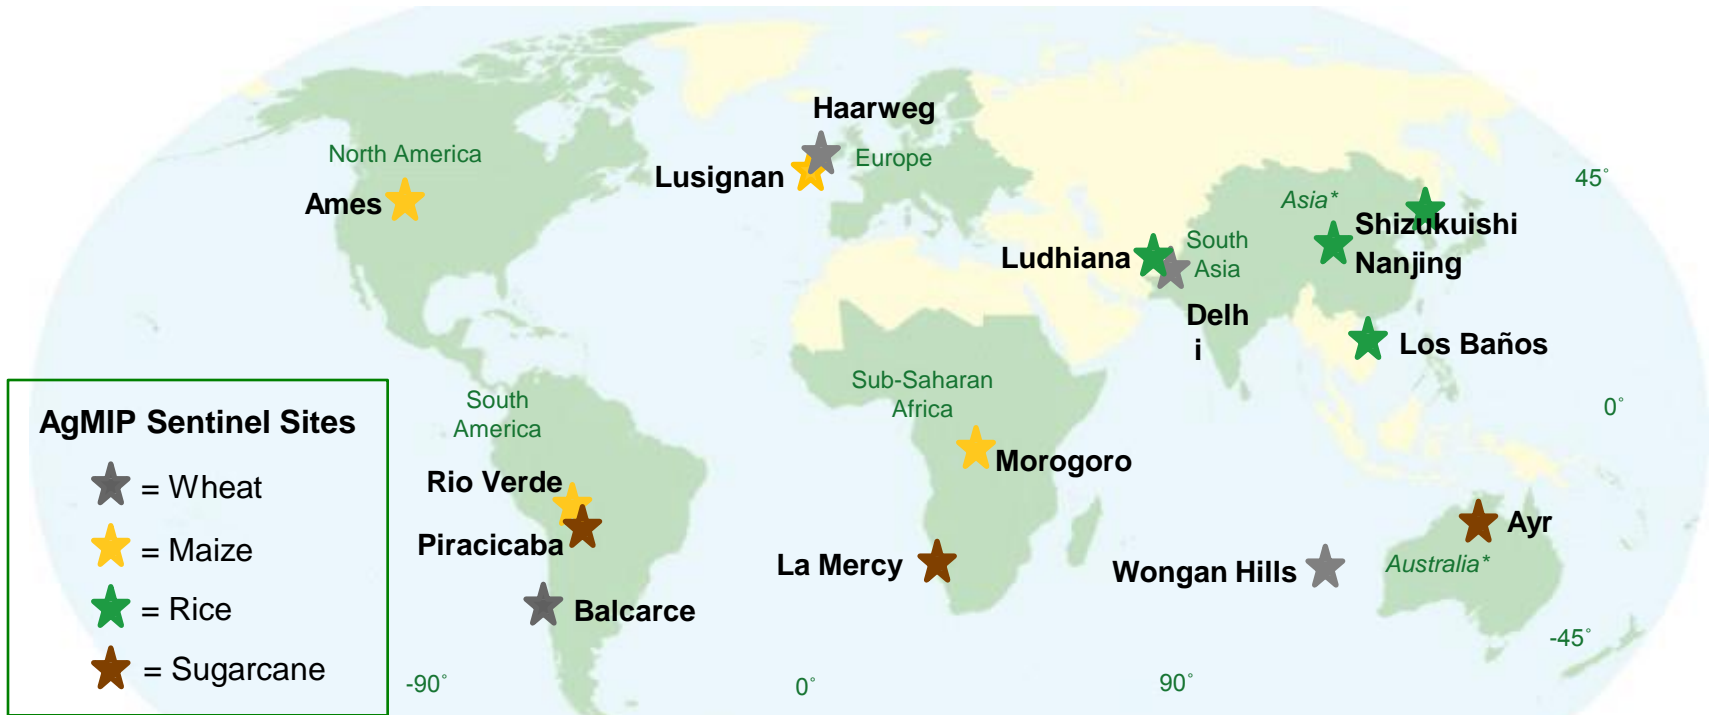 Haarweg
North America
Europe
Lusignan
45°
Ames
Asia*
Shizukuishi
South
Asia
Ludhiana
Nanjing
Delh
i
Los Baños
Sub-Saharan
Africa
South
America
0°
AgMIP Sentinel Sites
= Wheat
= Maize
= Rice
= Sugarcane
Morogoro
Rio Verde
Piracicaba
Ayr
La Mercy
Wongan Hills
Australia*
Balcarce
-45°
-90°
0°
90°